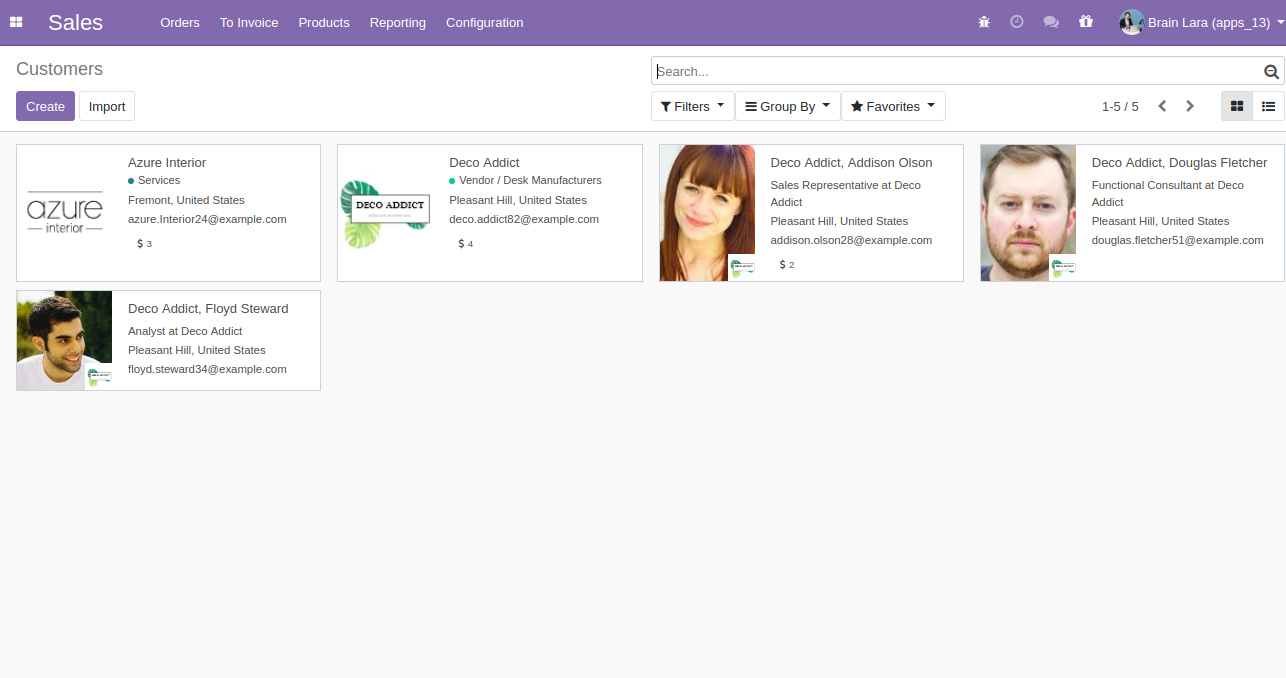 Sales Orders To Invoice Products Reporting Configuration Brain Lara (apps_13)
Customers
Search...
Create Import Filters Group By Favorites 1-5 / 5
Azure Interior
Services
Fremont, United States
azure.Interior24@example.com
$ 3
azure
interior
Deco Addict
Vendor / Desk Manufacturers
Pleasant Hill, United States
deco.addict82@example.com
$ 4
DECO ADDICT
Deco Addict, Addison Olson
Sales Representative at Deco
Addict
Pleasant Hill, United States
addison.olson28@example.com
$ 2
Deco Addict, Douglas Fletcher
Functional Consultant at Deco
Addict
Pleasant Hill, United States
douglas.fletcher51@example.com
Deco Addict, Floyd Steward
Analyst at Deco Addict
Pleasant Hill, United States
floyd.steward34@example.com